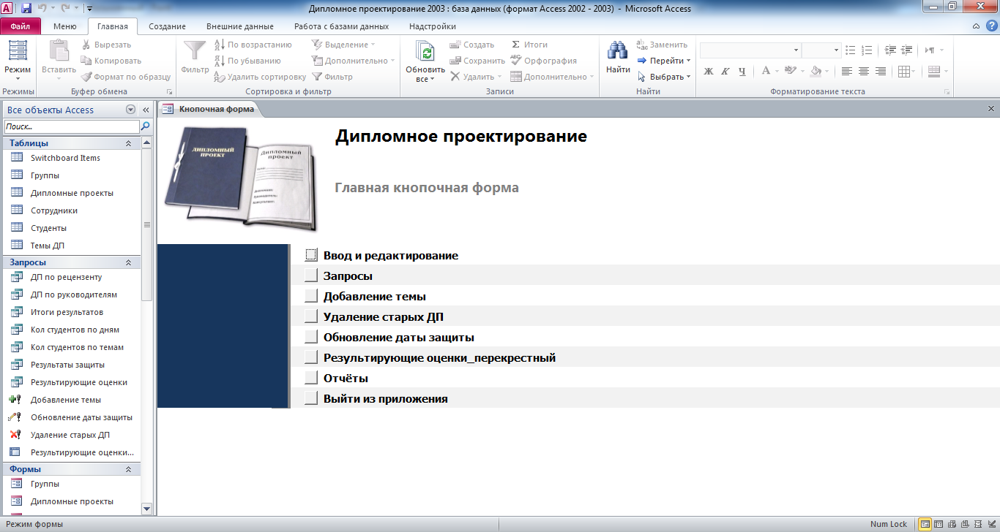 Дипломное проектирование 2003 : база данных (формат Access 2002 - 2003) - Microsoft Access
Файл Меню Главная Создание Внешние данные Работа с базами данных Надстройки
Режим
Режимы
Вставить
Вырезать
Копировать
Формат по образцу
Буфер обмена
Фильтр
По возрастанию
По убыванию
Удалить сортировку
Выделение
Дополнительно
Фильтр
Сортировка и фильтр
Обновить
все
Создать
Сохранить
Удалить
Итоги
Орфография
Дополнительно
Записи
Найти
Заменить
Перейти
Выбрать
Найти
Ж К Ч А
Форматирование текста
Все объекты Access
Поиск...
Таблицы
Switchboard Items
Группы
Дипломные проекты
Сотрудники
Студенты
Темы ДП
Запросы
ДП по рецензенту
ДП по руководителям
Итоги результатов
Кол студентов по дням
Кол студентов по темам
Результаты защиты
Результирующие оценки
Добавление темы
Обновление даты защиты
Удаление старых ДП
Результирующие оценки...
Формы
Группы
Дипломные проекты
Кнопочная форма
ДИПЛОМНЫЙ
ПРОЕКТ
Дипломный
проект
Дипломное проектирование
Главная кнопочная форма
Ввод и редактирование
Запросы
Добавление темы
Удаление старых ДП
Обновление даты защиты
Результирующие оценки_перекрестный
Отчёты
Выйти из приложения
Режим формы
Num Lock